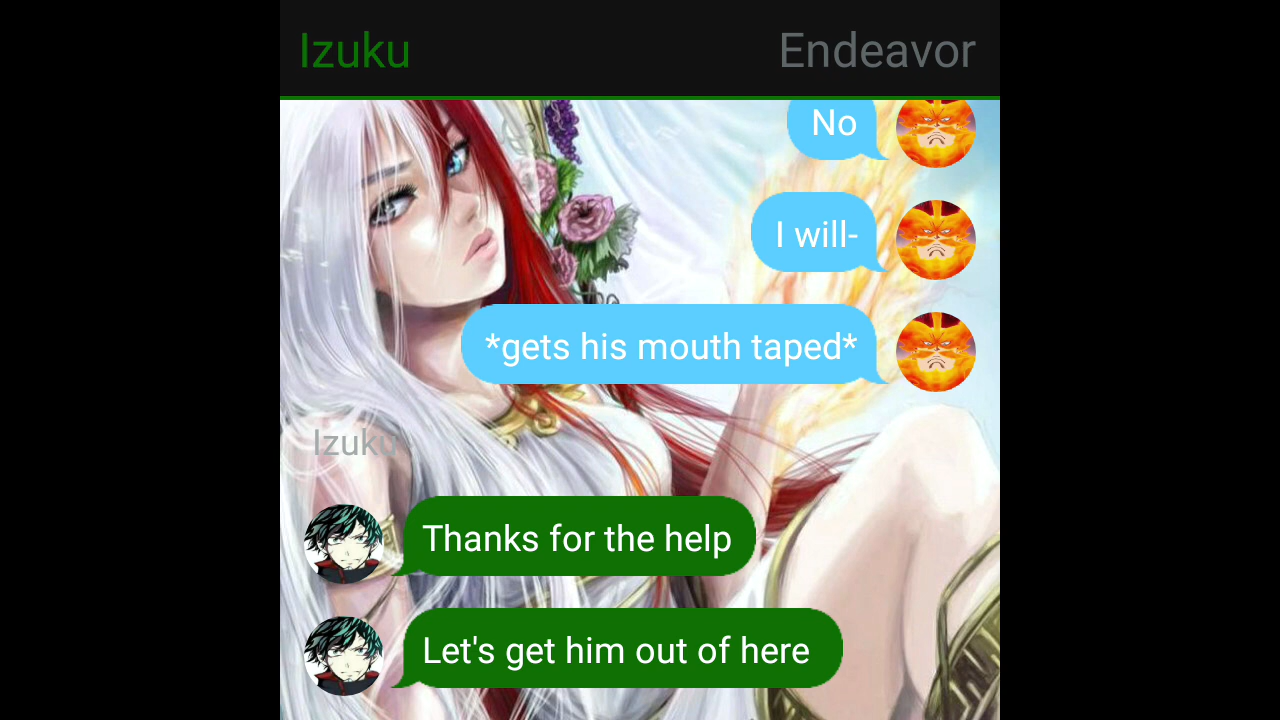 Izuku
Endeavor
No
I will-
*gets his mouth taped*
Izuku
Thanks for the help
Let's get him out of here